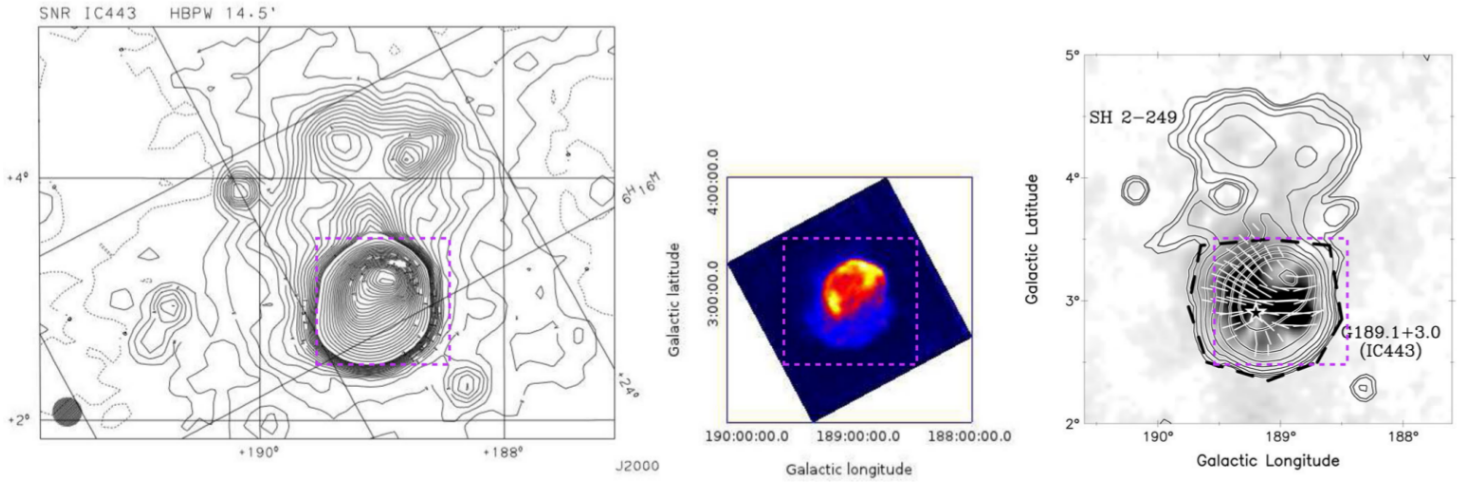 SNR IC443 HBPW 14.5'
+4°
+2°
+190°
+188°
6ᴴ 16ᴹ
+24°
J2000
Galactic latitude
4:00:00.0
3:00:00.0
190:00:00.0 189:00:00.0 188:00:00.0
Galactic longitude
5°
4°
3°
2°
Galactic Latitude
SH 2-249
G189.1+3.0
(IC443)
190° 189° 188°
Galactic Longitude